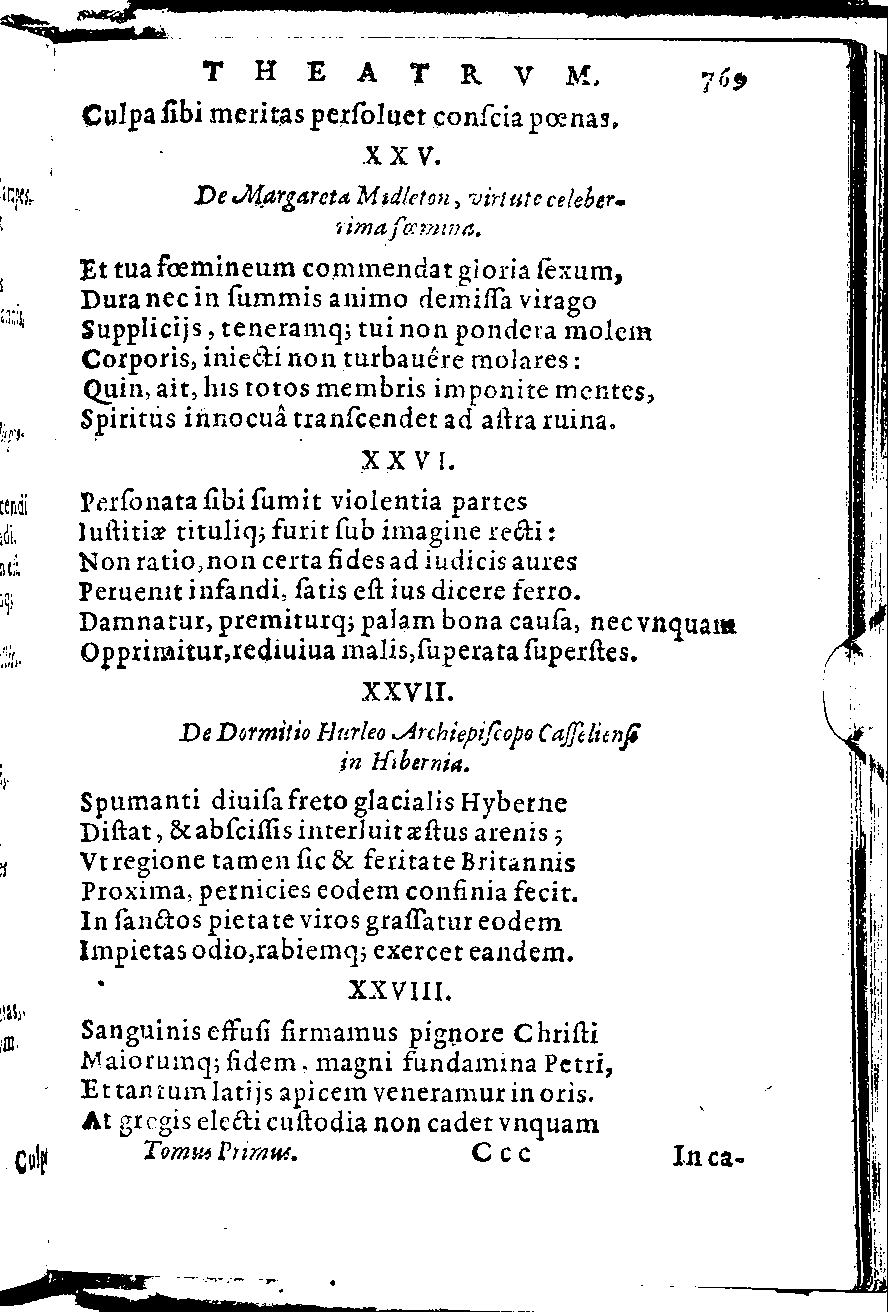 THEATRVM. 769
Culpa ſibi meritas perſoluet conſcia pœnas.
XXV.
De Margareta Midleton, virtute celeber-
rima fœmina.
Et tua fœmineum commendat gloria ſexum,
Dura nec in ſummis animo demiſſa virago
Supplicijs, teneramq; tui non pondera molem
Corporis, iniecti non turbauêre molares:
Quin, ait, his totos membris imponite mentes,
Spiritus innocuâ tranſcendet ad aſtra ruina.
XXVI.
Perſonata ſibi ſumit violentia partes
Iuſtitiæ tituliq; furit ſub imagine recti:
Non ratio, non certa fides ad iudicis aures
Peruenit infandi, ſatis eſt ius dicere ferro.
Damnatur, premiturq; palam bona cauſa, nec vnquam
Opprimitur, rediuiua malis, ſuperata ſuperſtes.
XXVII.
De Dormitio Hurleo Archiepiſcopo Caſſelienſi
in Hibernia.
Spumanti diuiſa freto glacialis Hyberne
Diſtat, & abſciſſis interluit æſtus arenis;
Vt regione tamen ſic & feritate Britannis
Proxima, pernicies eodem confinia fecit.
In ſanctos pietate viros graſſatur eodem
Impietas odio, rabiemq; exercet eandem.
XXVIII.
Sanguinis effuſi firmamus pignore Chriſti
Maiorumq; fidem, magni fundamina Petri,
Et tantum latijs apicem veneramur in oris.
At gregis electi cuſtodia non cadet vnquam
Tomus Primus. Ccc In ca-
Culp